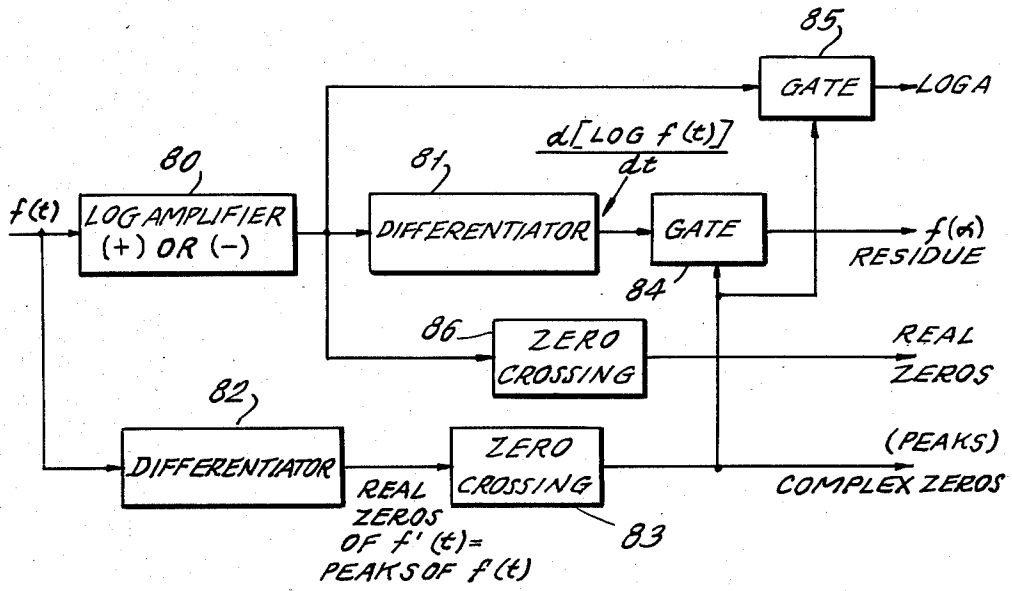 85
GATE
LOGA
d[LOG f(t)]
dt
80
81
f(t)
LOG AMPLIFIER
(+) OR (-)
DIFFERENTIATOR
GATE
f(α)
RESIDUE
84
86
ZERO
CROSSING
REAL
ZEROS
82
DIFFERENTIATOR
ZERO
CROSSING
(PEAKS)
COMPLEX ZEROS
REAL
ZEROS
OF f'(t)=
PEAKS OF f(t)
83